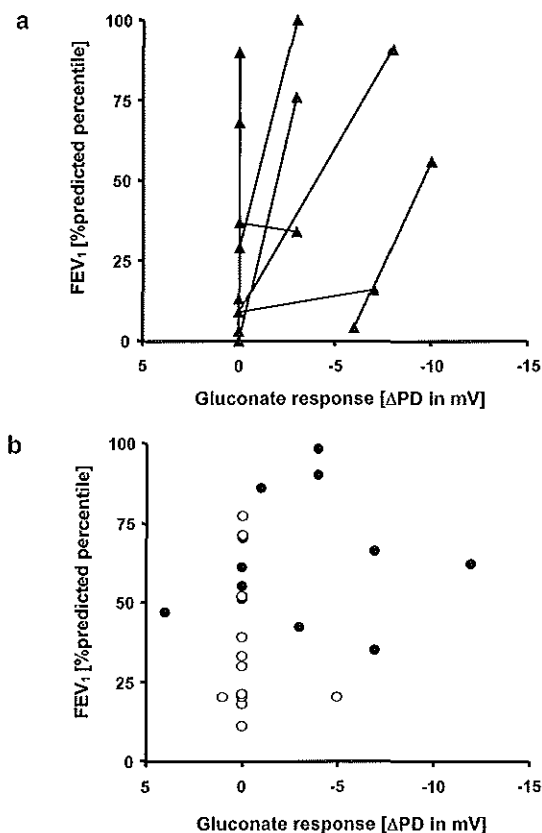 a
100
75
50
25
0
FEV₁ [%predicted percentile]
5 0 -5 -10 -15
Gluconate response [ΔPD in mV]
b
100
75
50
25
0
FEV₁ [%predicted percentile]
5 0 -5 -10 -15
Gluconate response [ΔPD in mV]